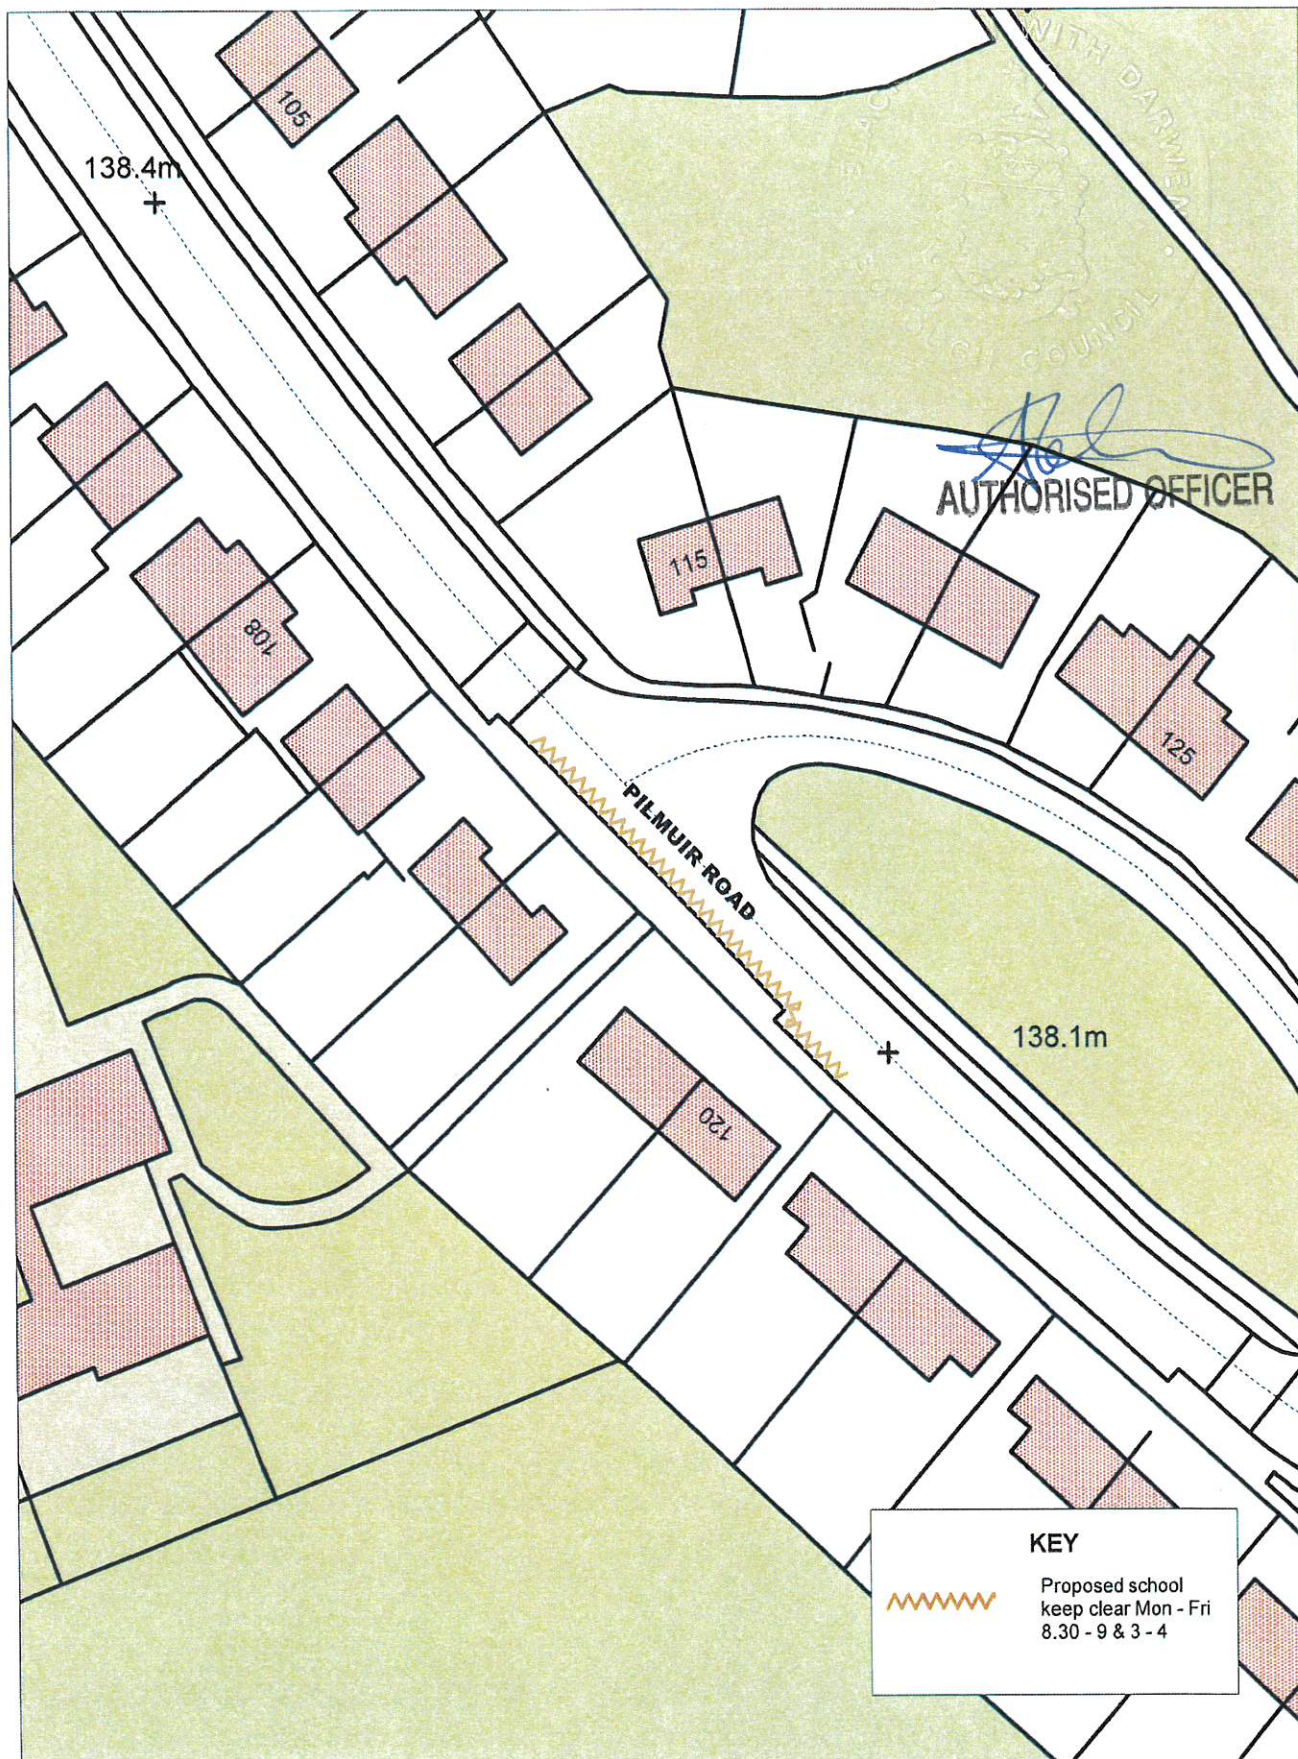 WITH DARWEN
COUNCIL
105
138.4m
AUTHORISED OFFICER
115
108
125
PILMUIR ROAD
138.1m
120
KEY
Proposed school
keep clear Mon - Fri
8.30 - 9 & 3 - 4